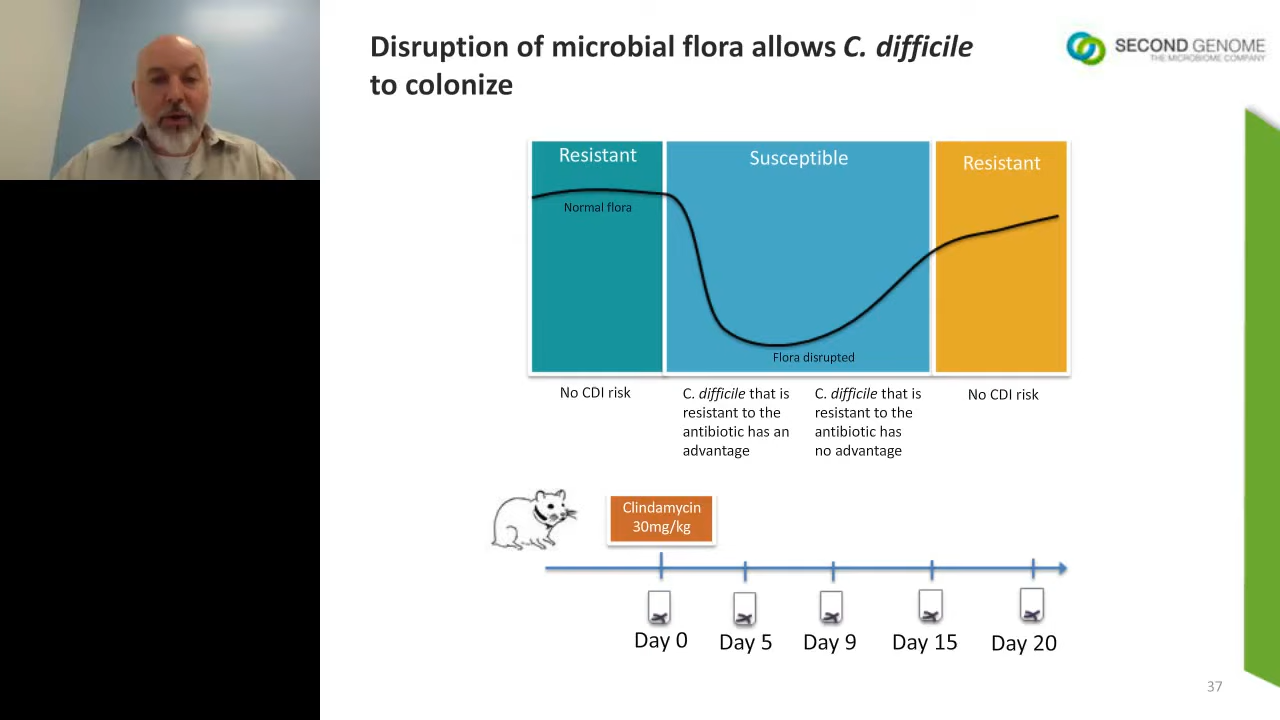 Disruption of microbial flora allows C. difficile
to colonize
SECOND GENOME
THE MICROBIOME COMPANY
Resistant
Susceptible
Resistant
Normal flora
Flora disrupted
No CDI risk
C. difficile that is
resistant to the
antibiotic has an
advantage
C. difficile that is
resistant to the
antibiotic has
no advantage
No CDI risk
Clindamycin
30mg/kg
Day 0
Day 5
Day 9
Day 15
Day 20
37